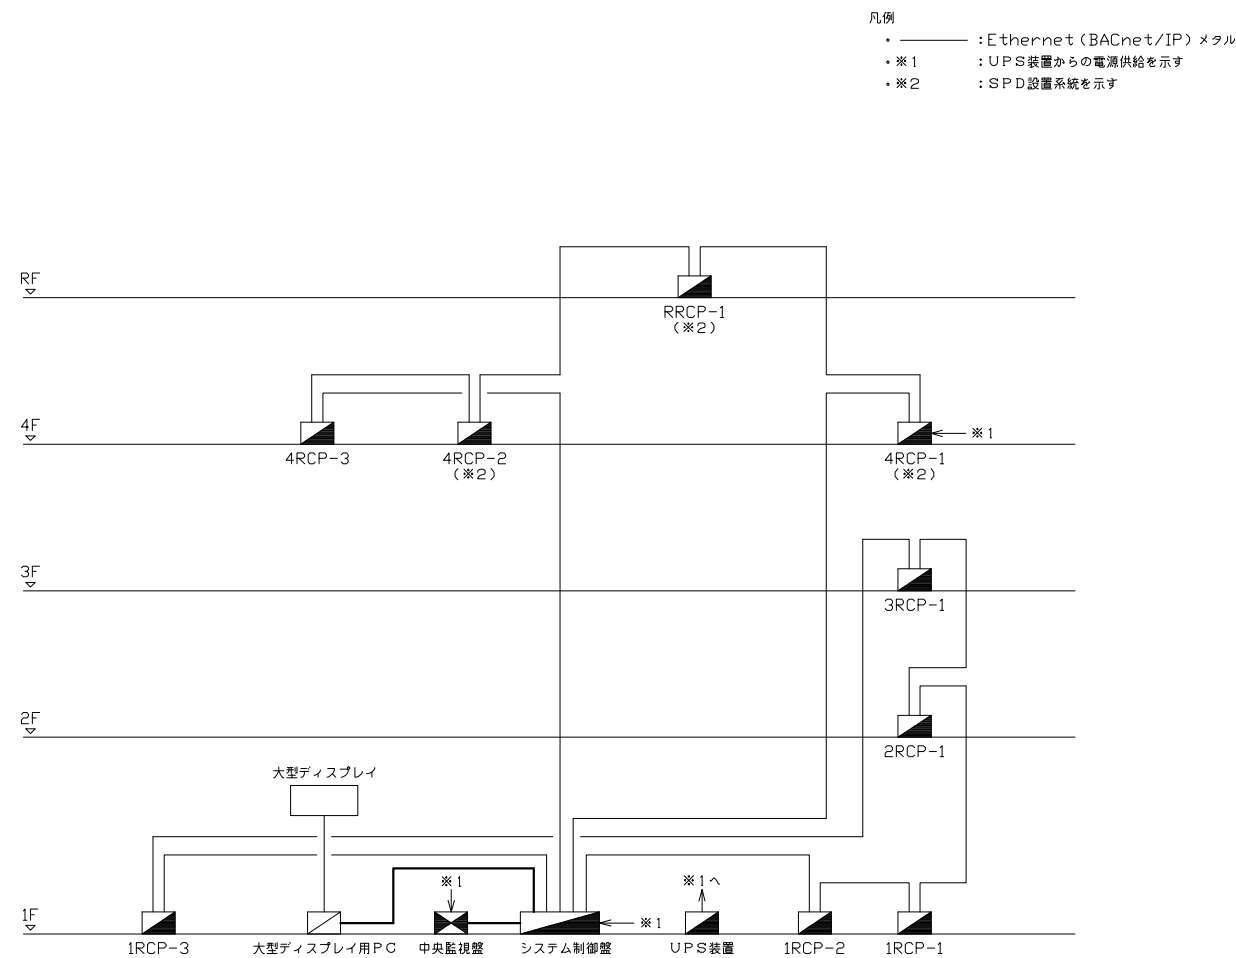 凡例
・ ――― : Ethernet (BACnet/IP) メタル
・※1 : UPS装置からの電源供給を示す
・※2 : SPD設置系統を示す
RF
RRCP-1
(※2)
4F
※1
4RCP-3
4RCP-2
(※2)
4RCP-1
(※2)
3F
3RCP-1
2F
2RCP-1
大型ディスプレイ
※1
※1へ
1F
※1
1RCP-3
大型ディスプレイ用PC
中央監視盤
システム制御盤
UPS装置
1RCP-2
1RCP-1